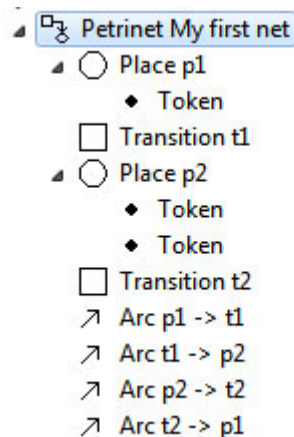 Petrinet My first net
Place p1
Token
Transition t1
Place p2
Token
Token
Transition t2
Arc p1 -> t1
Arc t1 -> p2
Arc p2 -> t2
Arc t2 -> p1